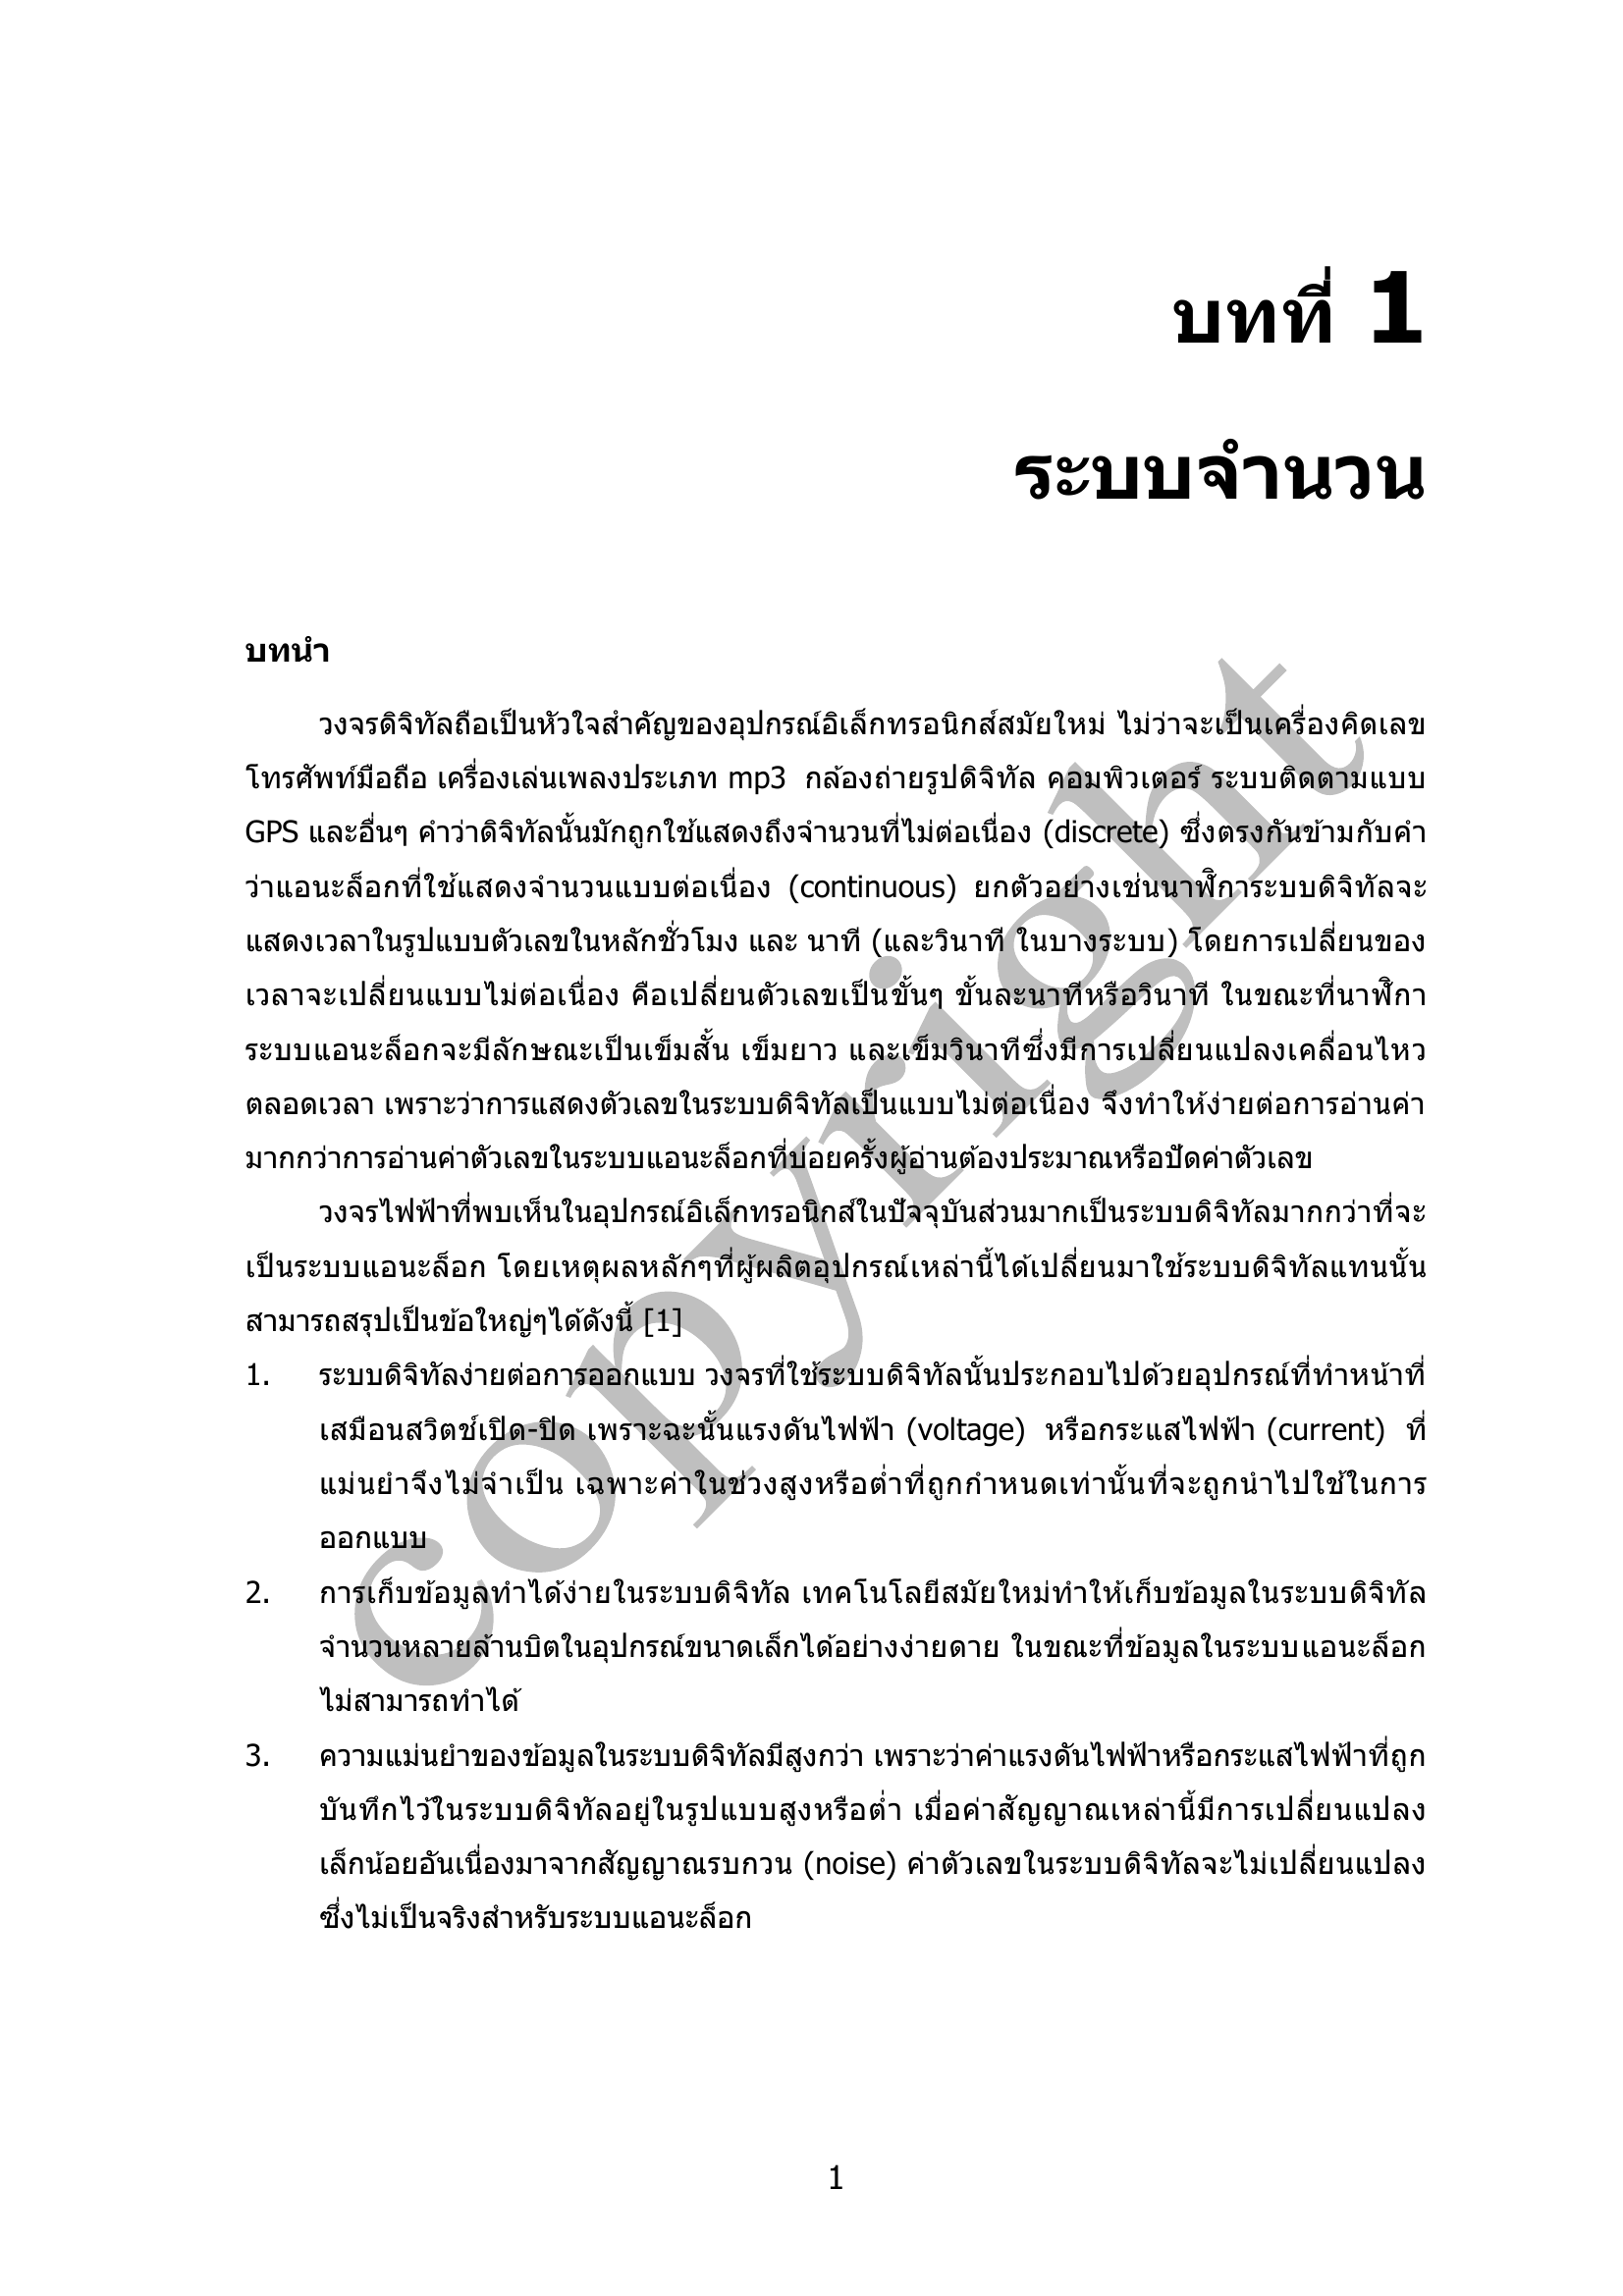 บทที่ 1
ระบบจำนวน
บทนำ
วงจรดิจิทัลถือเป็นหัวใจสำคัญของอุปกรณ์อิเล็กทรอนิกส์สมัยใหม่ ไม่ว่าจะเป็นเครื่องคิดเลข
โทรศัพท์มือถือ เครื่องเล่นเพลงประเภท mp3 กล้องถ่ายรูปดิจิทัล คอมพิวเตอร์ ระบบติดตามแบบ
GPS และอื่นๆ คำว่าดิจิทัลนั้นมักถูกใช้แสดงถึงจำนวนที่ไม่ต่อเนื่อง (discrete) ซึ่งตรงกันข้ามกับคำ
ว่าแอนะล็อกที่ใช้แสดงจำนวนแบบต่อเนื่อง (continuous) ยกตัวอย่างเช่นนาฬิการะบบดิจิทัลจะ
แสดงเวลาในรูปแบบตัวเลขในหลักชั่วโมง และ นาที (และวินาที ในบางระบบ) โดยการเปลี่ยนของ
เวลาจะเปลี่ยนแบบไม่ต่อเนื่อง คือเปลี่ยนตัวเลขเป็นขั้นๆ ขั้นละนาทีหรือวินาที ในขณะที่นาฬิกา
ระบบแอนะล็อกจะมีลักษณะเป็นเข็มสั้น เข็มยาว และเข็มวินาทีซึ่งมีการเปลี่ยนแปลงเคลื่อนไหว
ตลอดเวลา เพราะว่าการแสดงตัวเลขในระบบดิจิทัลเป็นแบบไม่ต่อเนื่อง จึงทำให้ง่ายต่อการอ่านค่า
มากกว่าการอ่านค่าตัวเลขในระบบแอนะล็อกที่บ่อยครั้งผู้อ่านต้องประมาณหรือปัดค่าตัวเลข
วงจรไฟฟ้าที่พบเห็นในอุปกรณ์อิเล็กทรอนิกส์ในปัจจุบันส่วนมากเป็นระบบดิจิทัลมากกว่าที่จะ
เป็นระบบแอนะล็อก โดยเหตุผลหลักๆที่ผู้ผลิตอุปกรณ์เหล่านี้ได้เปลี่ยนมาใช้ระบบดิจิทัลแทนนั้น
สามารถสรุปเป็นข้อใหญ่ๆได้ดังนี้ [1]
1. ระบบดิจิทัลง่ายต่อการออกแบบ วงจรที่ใช้ระบบดิจิทัลนั้นประกอบไปด้วยอุปกรณ์ที่ทำหน้าที่
เสมือนสวิตช์เปิด-ปิด เพราะฉะนั้นแรงดันไฟฟ้า (voltage) หรือกระแสไฟฟ้า (current) ที่
แม่นยำจึงไม่จำเป็น เฉพาะค่าในช่วงสูงหรือต่ำที่ถูกกำหนดเท่านั้นที่จะถูกนำไปใช้ในการ
ออกแบบ
2. การเก็บข้อมูลทำได้ง่ายในระบบดิจิทัล เทคโนโลยีสมัยใหม่ทำให้เก็บข้อมูลในระบบดิจิทัล
จำนวนหลายล้านบิตในอุปกรณ์ขนาดเล็กได้อย่างง่ายดาย ในขณะที่ข้อมูลในระบบแอนะล็อก
ไม่สามารถทำได้
3. ความแม่นยำของข้อมูลในระบบดิจิทัลมีสูงกว่า เพราะว่าค่าแรงดันไฟฟ้าหรือกระแสไฟฟ้าที่ถูก
บันทึกไว้ในระบบดิจิทัลอยู่ในรูปแบบสูงหรือต่ำ เมื่อค่าสัญญาณเหล่านี้มีการเปลี่ยนแปลง
เล็กน้อยอันเนื่องมาจากสัญญาณรบกวน (noise) ค่าตัวเลขในระบบดิจิทัลจะไม่เปลี่ยนแปลง
ซึ่งไม่เป็นจริงสำหรับระบบแอนะล็อก
copyright
1